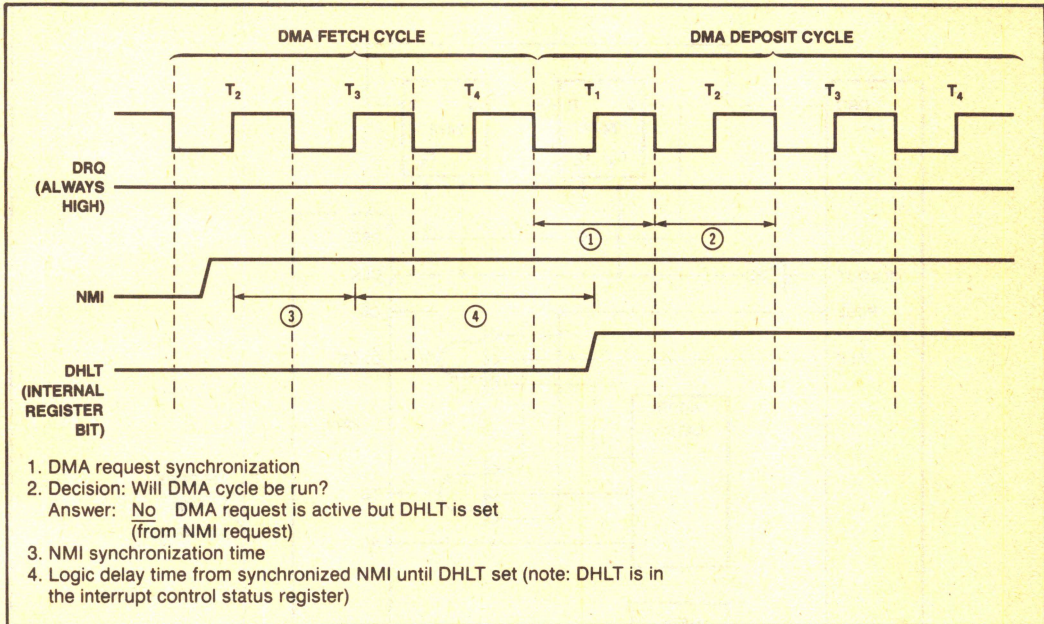 DMA FETCH CYCLE DMA DEPOSIT CYCLE
T2 T3 T4 T1 T2 T3 T4
DRQ
(ALWAYS
HIGH)
① ②
NMI
③ ④
DHLT
(INTERNAL
REGISTER
BIT)
1. DMA request synchronization
2. Decision: Will DMA cycle be run?
Answer: No DMA request is active but DHLT is set
(from NMI request)
3. NMI synchronization time
4. Logic delay time from synchronized NMI until DHLT set (note: DHLT is in
the interrupt control status register)